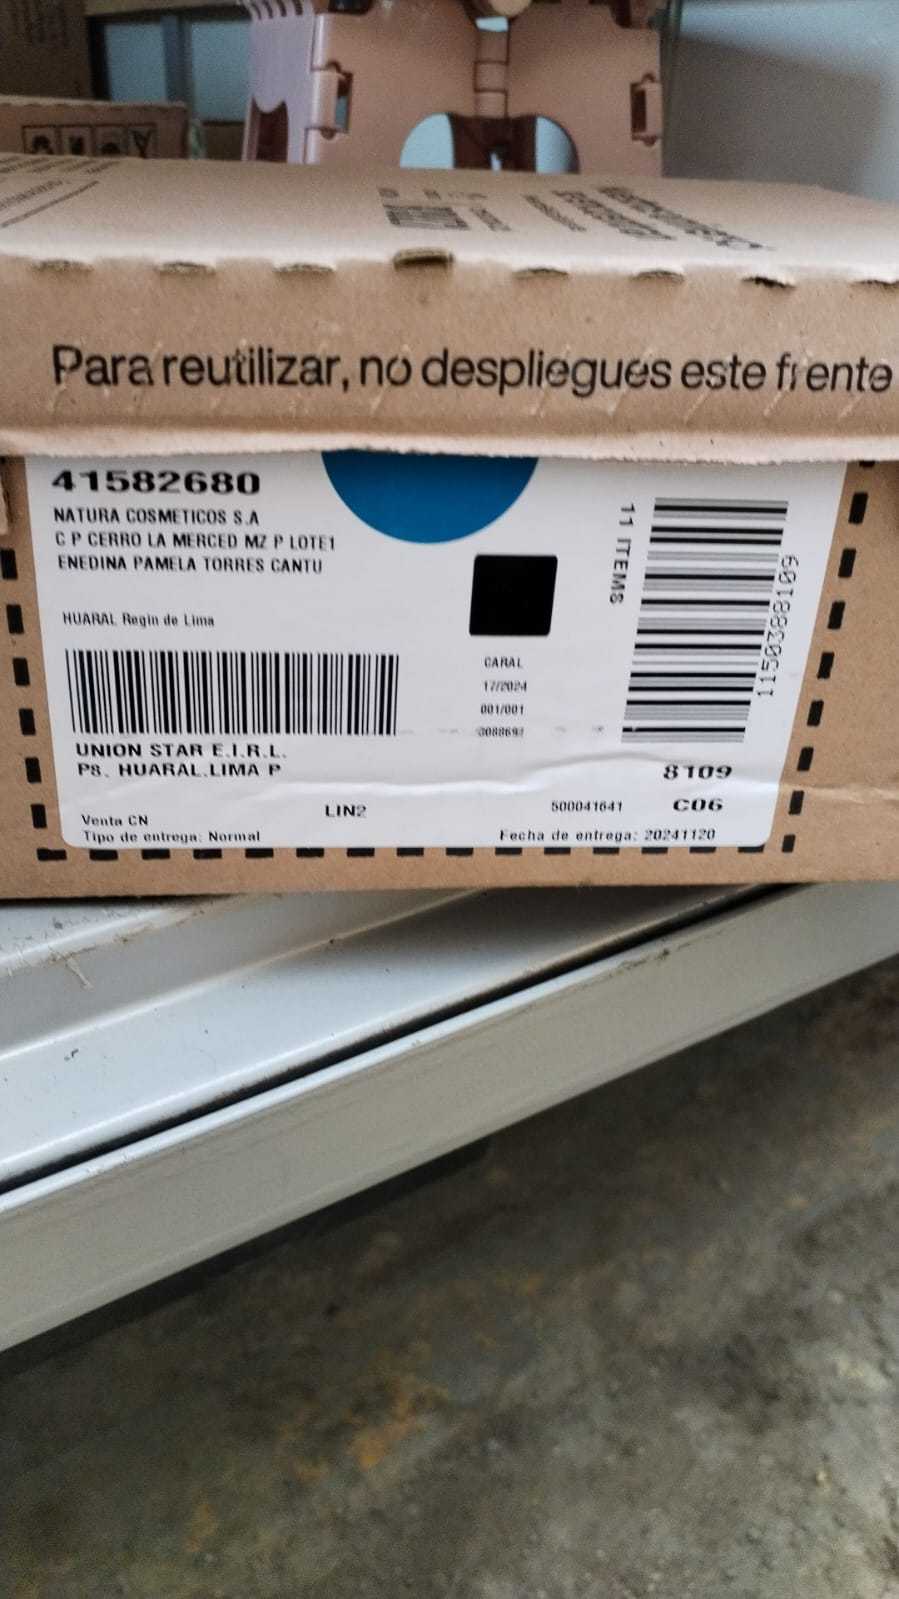 Para reutilizar, no despliegues este frente
41582680
NATURA COSMETICOS S.A
C P CERRO LA MERCED MZ P LOTE1
ENEDINA PAMELA TORRES CANTU
11 ITEMS
1150388109
HUARAL Regin de Lima
CARAL
17/2024
001/001
UNION STAR E.I.R.L.
PS. HUARAL.LIMA P
8109
LIN2
500041641
C06
Venta CN
Tipo de entrega: Normal
Fecha de entrega: 20241120